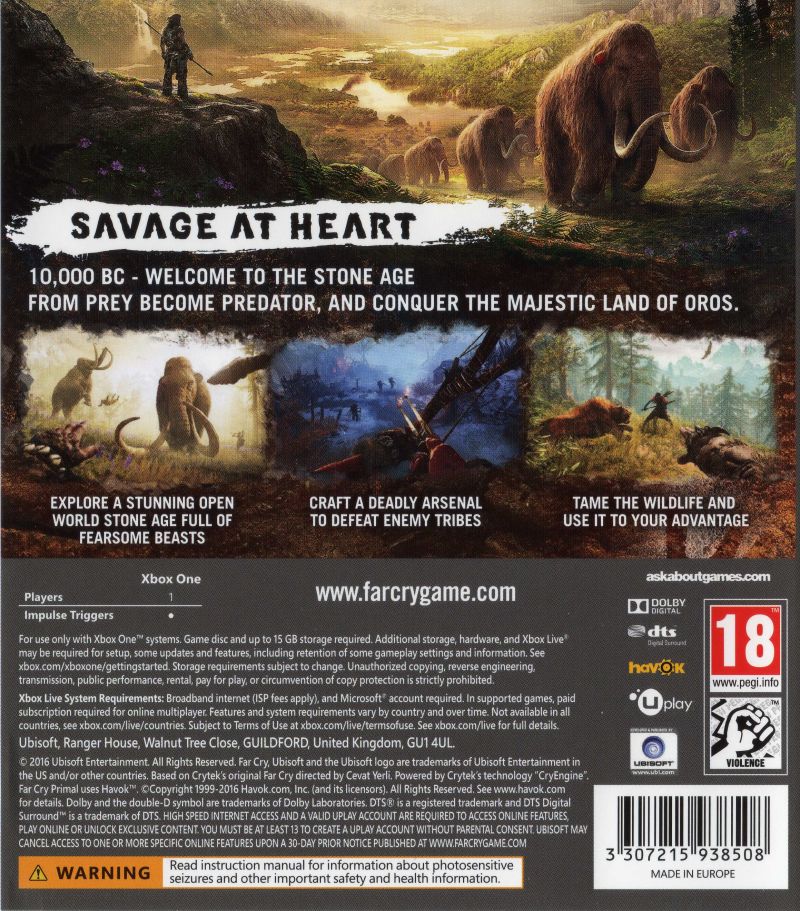 SAVAGE AT HEART
10,000 BC - WELCOME TO THE STONE AGE
FROM PREY BECOME PREDATOR, AND CONQUER THE MAJESTIC LAND OF OROS.
EXPLORE A STUNNING OPEN
WORLD STONE AGE FULL OF
FEARSOME BEASTS
CRAFT A DEADLY ARSENAL
TO DEFEAT ENEMY TRIBES
TAME THE WILDLIFE AND
USE IT TO YOUR ADVANTAGE
Xbox One
Players 1
Impulse Triggers •
www.farcrygame.com
askaboutgames.com
DOLBY
DIGITAL
dts
Digital Surround
havok
Uplay
DEVELOPED & PUBLISHED BY
UBISOFT
www.ubi.com
TM
18
www.pegi.info
TM
VIOLENCE
For use only with Xbox One™ systems. Game disc and up to 15 GB storage required. Additional storage, hardware, and Xbox Live®
may be required for setup, some updates and features, including retention of some gameplay settings and information. See
xbox.com/xboxone/gettingstarted. Storage requirements subject to change. Unauthorized copying, reverse engineering,
transmission, public performance, rental, pay for play, or circumvention of copy protection is strictly prohibited.
Xbox Live System Requirements: Broadband internet (ISP fees apply), and Microsoft® account required. In supported games, paid
subscription required for online multiplayer. Features and system requirements vary by country and over time. Not available in all
countries, see xbox.com/live/countries. Subject to Terms of Use at xbox.com/live/termsofuse. See xbox.com/live for full details.
Ubisoft, Ranger House, Walnut Tree Close, GUILDFORD, United Kingdom, GU1 4UL.
© 2016 Ubisoft Entertainment. All Rights Reserved. Far Cry, Ubisoft and the Ubisoft logo are trademarks of Ubisoft Entertainment in
the US and/or other countries. Based on Crytek's original Far Cry directed by Cevat Yerli. Powered by Crytek's technology "CryEngine".
Far Cry Primal uses Havok™. ©Copyright 1999-2016 Havok.com, Inc. (and its licensors). All Rights Reserved. See www.havok.com
for details. Dolby and the double-D symbol are trademarks of Dolby Laboratories. DTS® is a registered trademark and DTS Digital
Surround™ is a trademark of DTS. HIGH SPEED INTERNET ACCESS AND A VALID UPLAY ACCOUNT ARE REQUIRED TO ACCESS ONLINE FEATURES,
PLAY ONLINE OR UNLOCK EXCLUSIVE CONTENT. YOU MUST BE AT LEAST 13 TO CREATE A UPLAY ACCOUNT WITHOUT PARENTAL CONSENT. UBISOFT MAY
CANCEL ACCESS TO ONE OR MORE SPECIFIC ONLINE FEATURES UPON A 30-DAY PRIOR NOTICE PUBLISHED AT WWW.FARCRYGAME.COM
WARNING
Read instruction manual for information about photosensitive
seizures and other important safety and health information.
3 307215 938508
MADE IN EUROPE